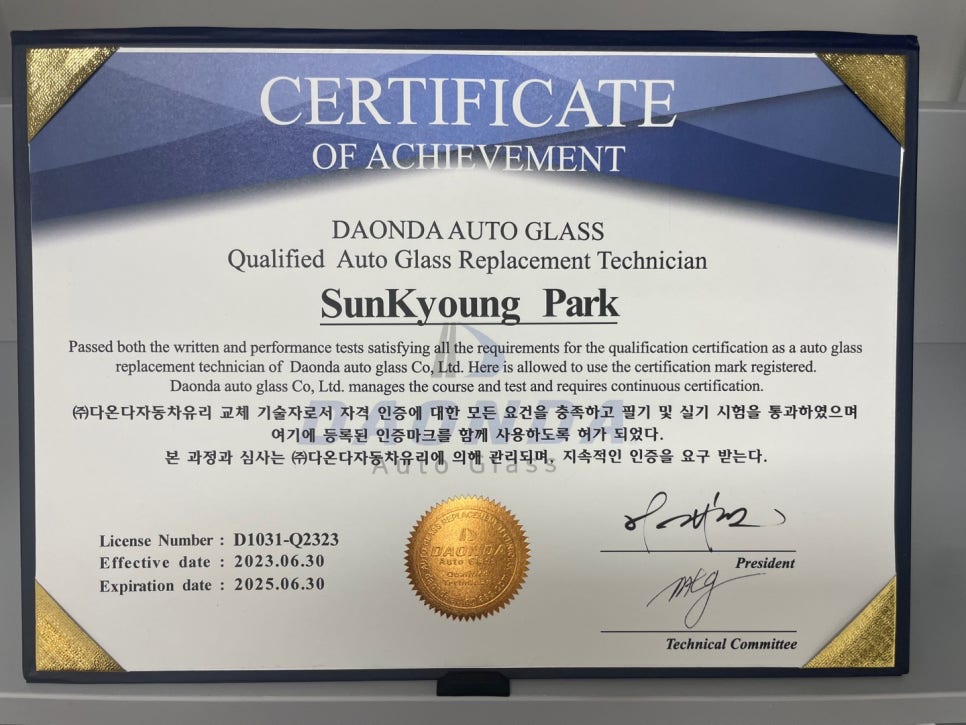 CERTIFICATE
OF ACHIEVEMENT
DAONDA AUTO GLASS
Qualified Auto Glass Replacement Technician
SunKyoung Park
Passed both the written and performance tests satisfying all the requirements for the qualification certification as a auto glass
replacement technician of Daonda auto glass Co, Ltd. Here is allowed to use the certification mark registered.
Daonda auto glass Co, Ltd. manages the course and test and requires continuous certification.
㈜다온다자동차유리 교체 기술자로서 자격 인증에 대한 모든 요건을 충족하고 필기 및 실기 시험을 통과하였으며
여기에 등록된 인증마크를 함께 사용하도록 허가 되었다.
본 과정과 심사는 ㈜다온다자동차유리에 의해 관리되며, 지속적인 인증을 요구 받는다.
DAONDA
Auto Glass
License Number : D1031-Q2323
Effective date : 2023.06.30
Expiration date : 2025.06.30
DAONDA
Auto Glass
President
Technical Committee